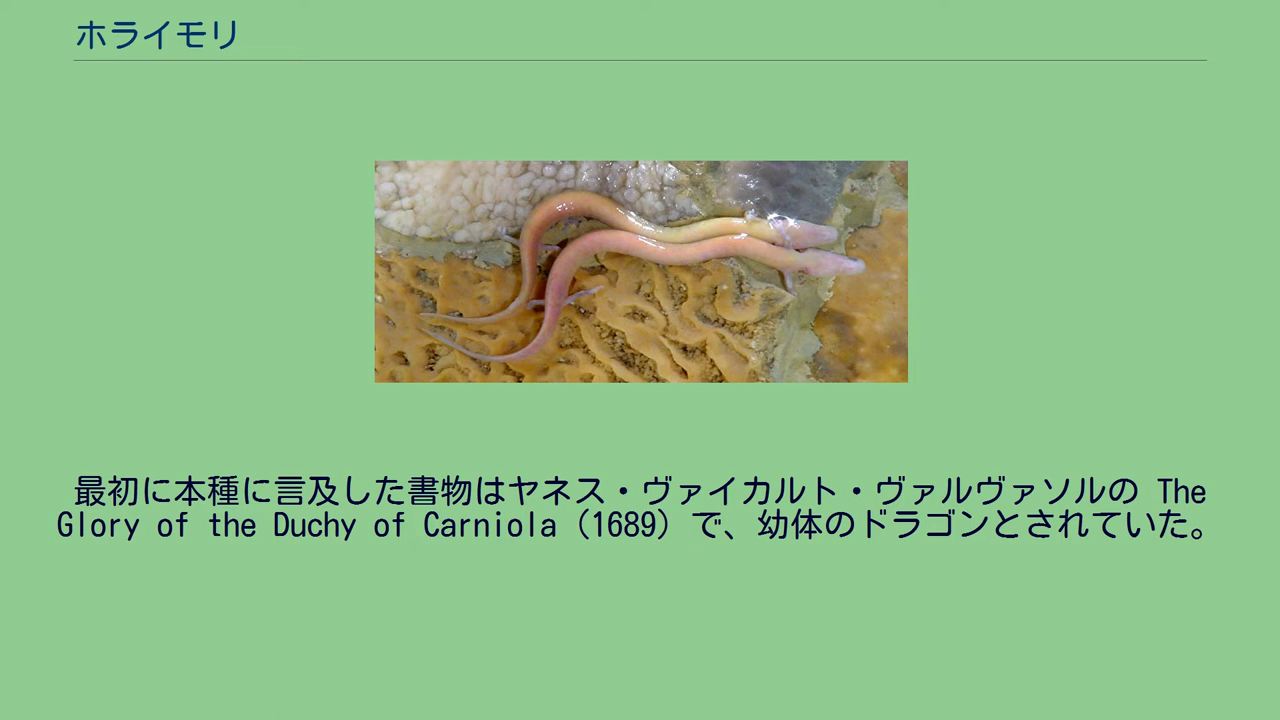 ホライモリ
最初に本種に言及した書物はヤネス・ヴァイカルト・ヴァルヴァソルの The
Glory of the Duchy of Carniola (1689) で、幼体のドラゴンとされていた。